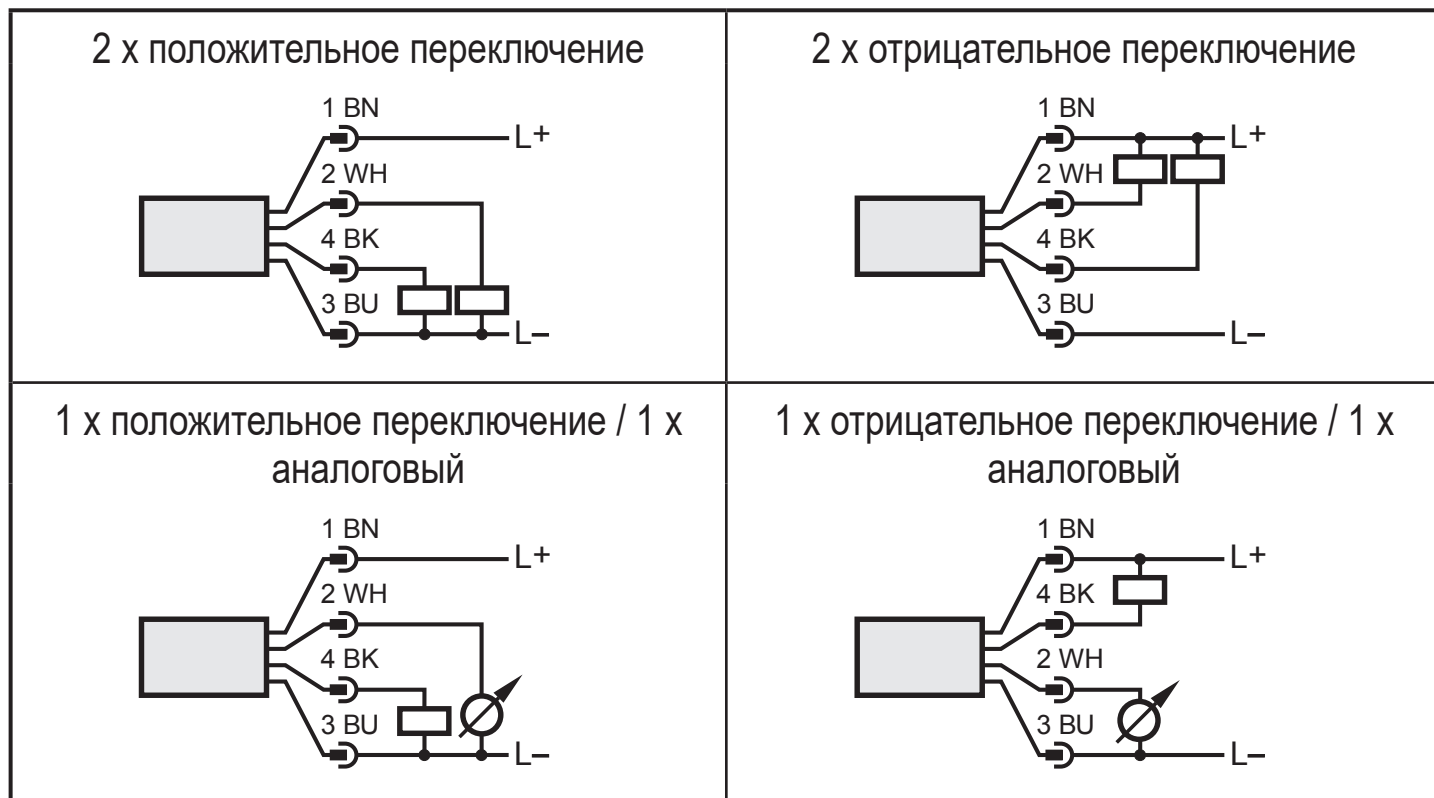 2 x положительное переключение
1 BN
L+
2 WH
4 BK
3 BU
L–
2 x отрицательное переключение
1 BN
L+
2 WH
4 BK
3 BU
L–
1 x положительное переключение / 1 x
аналоговый
1 BN
L+
2 WH
4 BK
3 BU
L–
1 x отрицательное переключение / 1 x
аналоговый
1 BN
L+
4 BK
2 WH
3 BU
L–